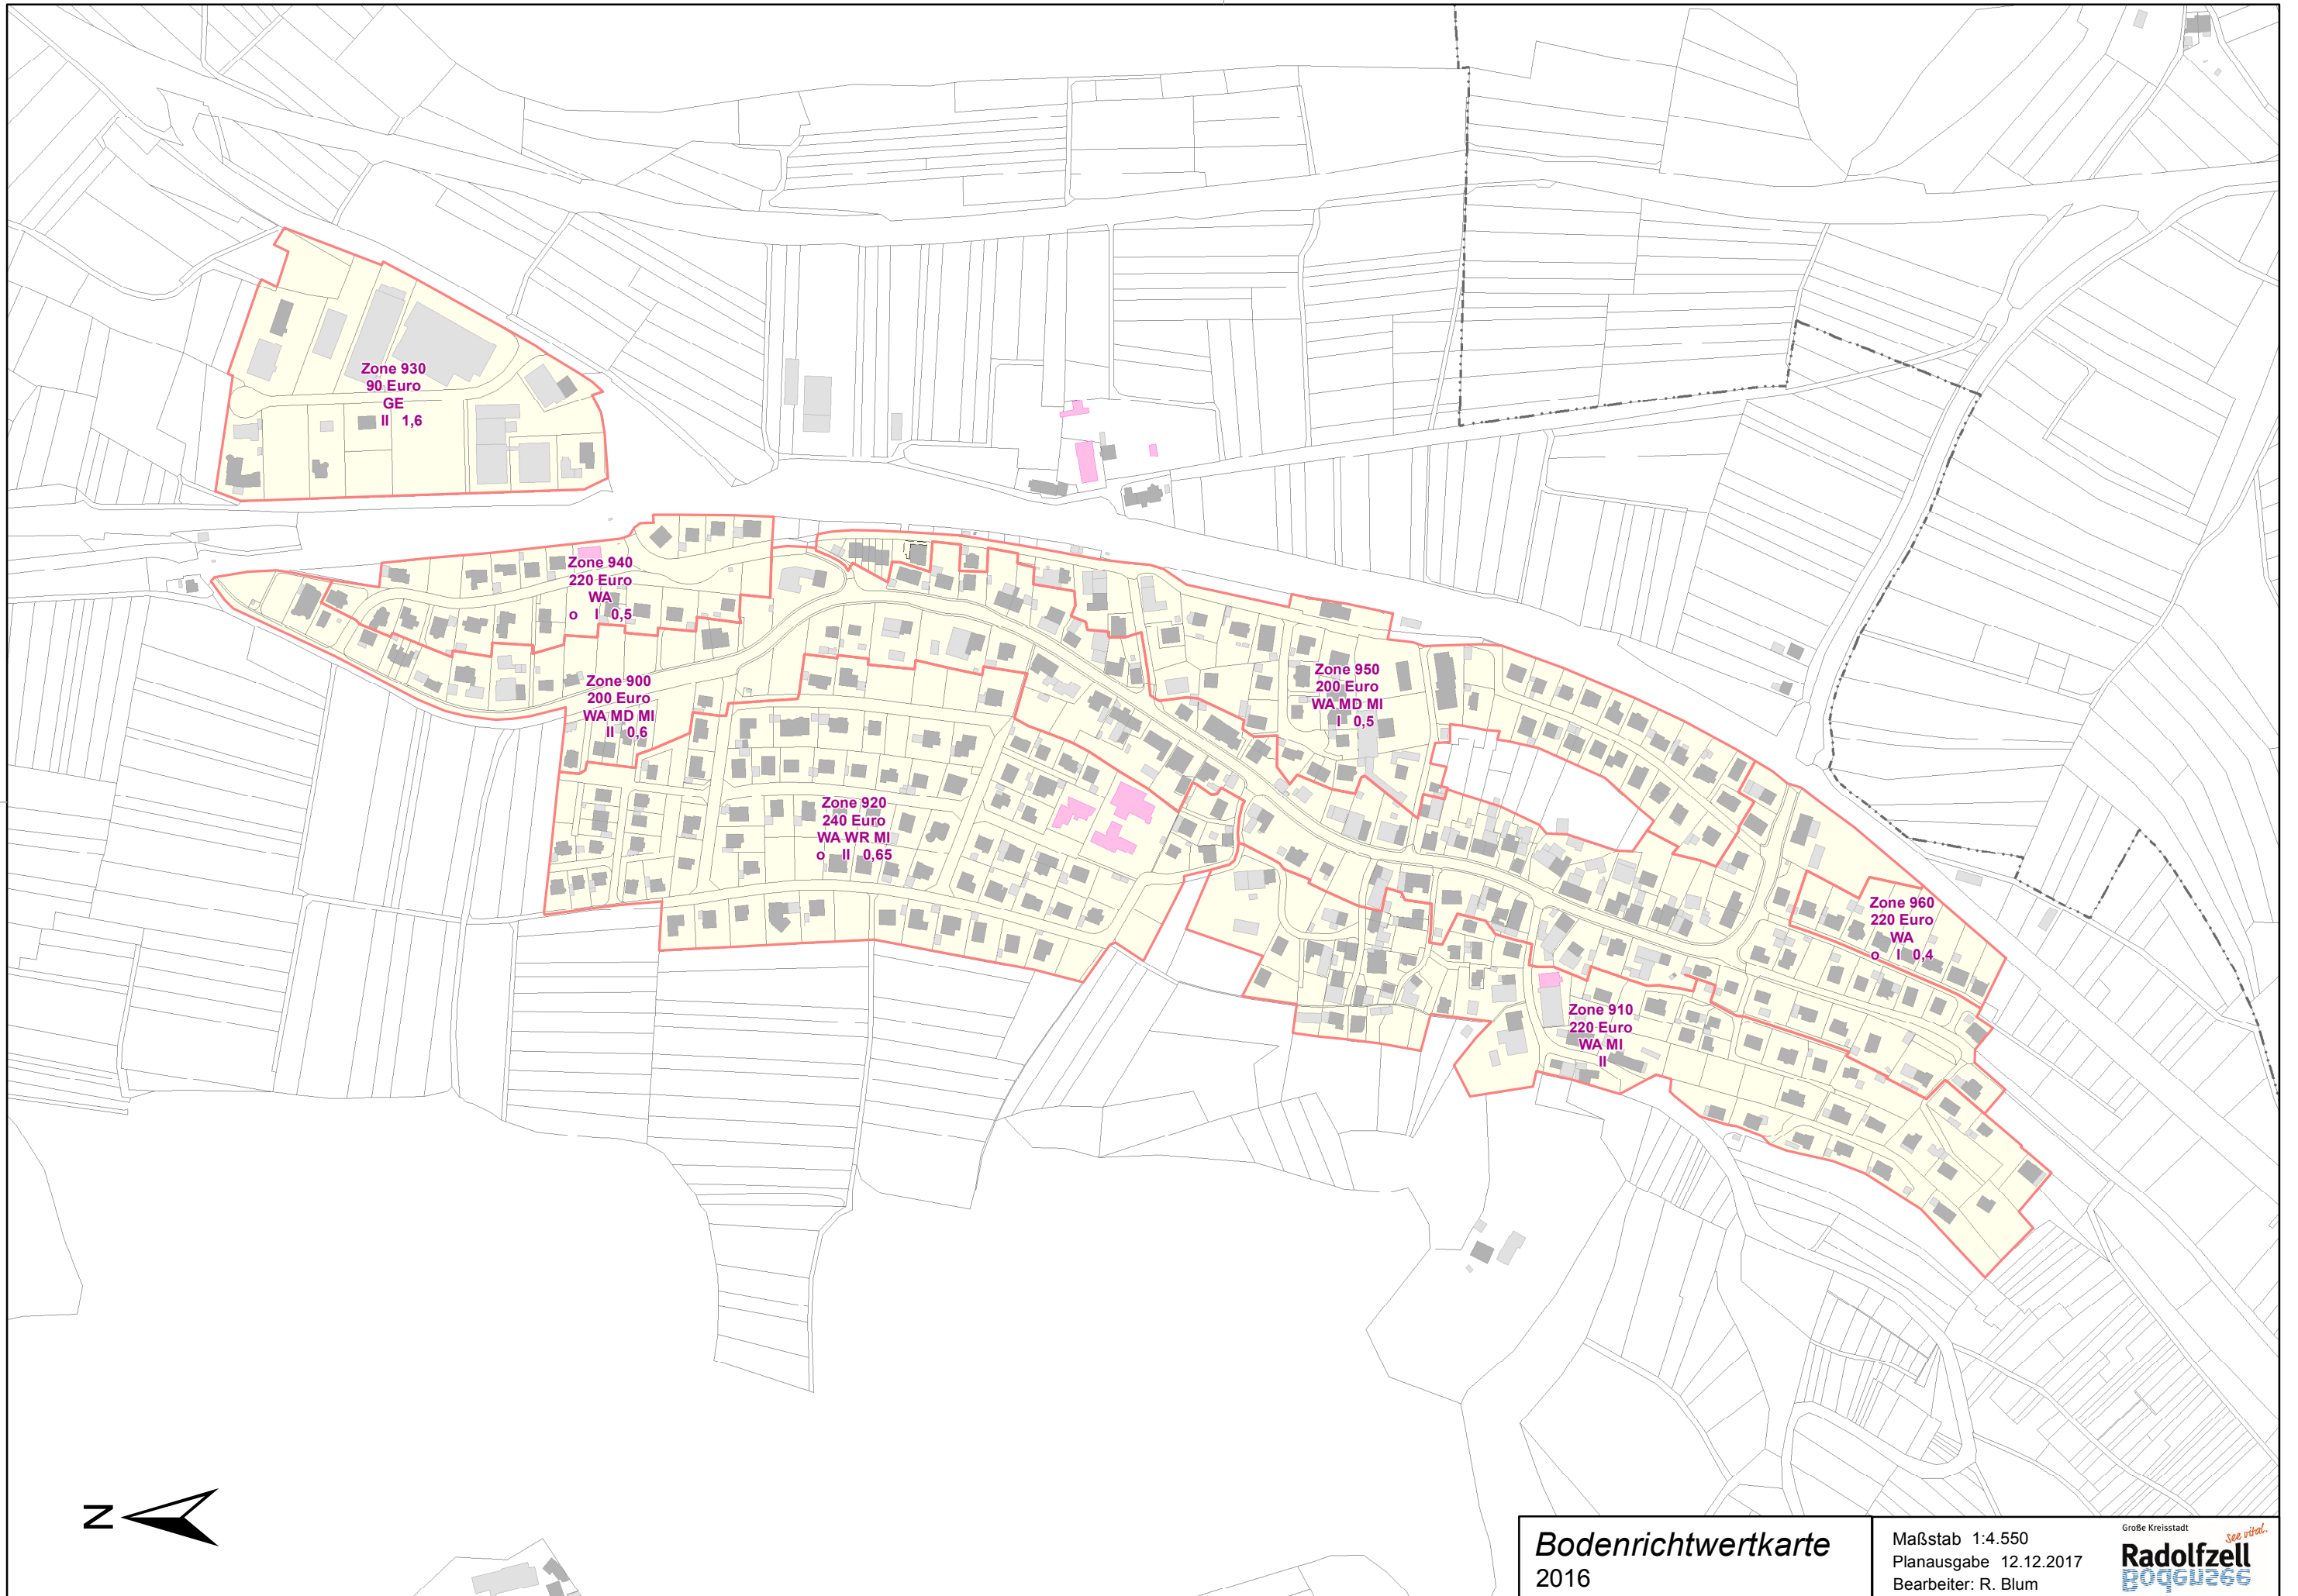 Zone 930
90 Euro
GE
II 1,6
Zone 940
220 Euro
WA
o I 0,5
Zone 900
200 Euro
WA MD MI
II 0,6
Zone 950
200 Euro
WA MD MI
I 0,5
Zone 920
240 Euro
WA WR MI
o II 0,65
Zone 960
220 Euro
WA
o I 0,4
Zone 910
220 Euro
WA MI
II
N
Bodenrichtwertkarte
2016
Maßstab 1:4.550
Planausgabe 12.12.2017
Bearbeiter: R. Blum
Große Kreisstadt
see vital.
Radolfzell